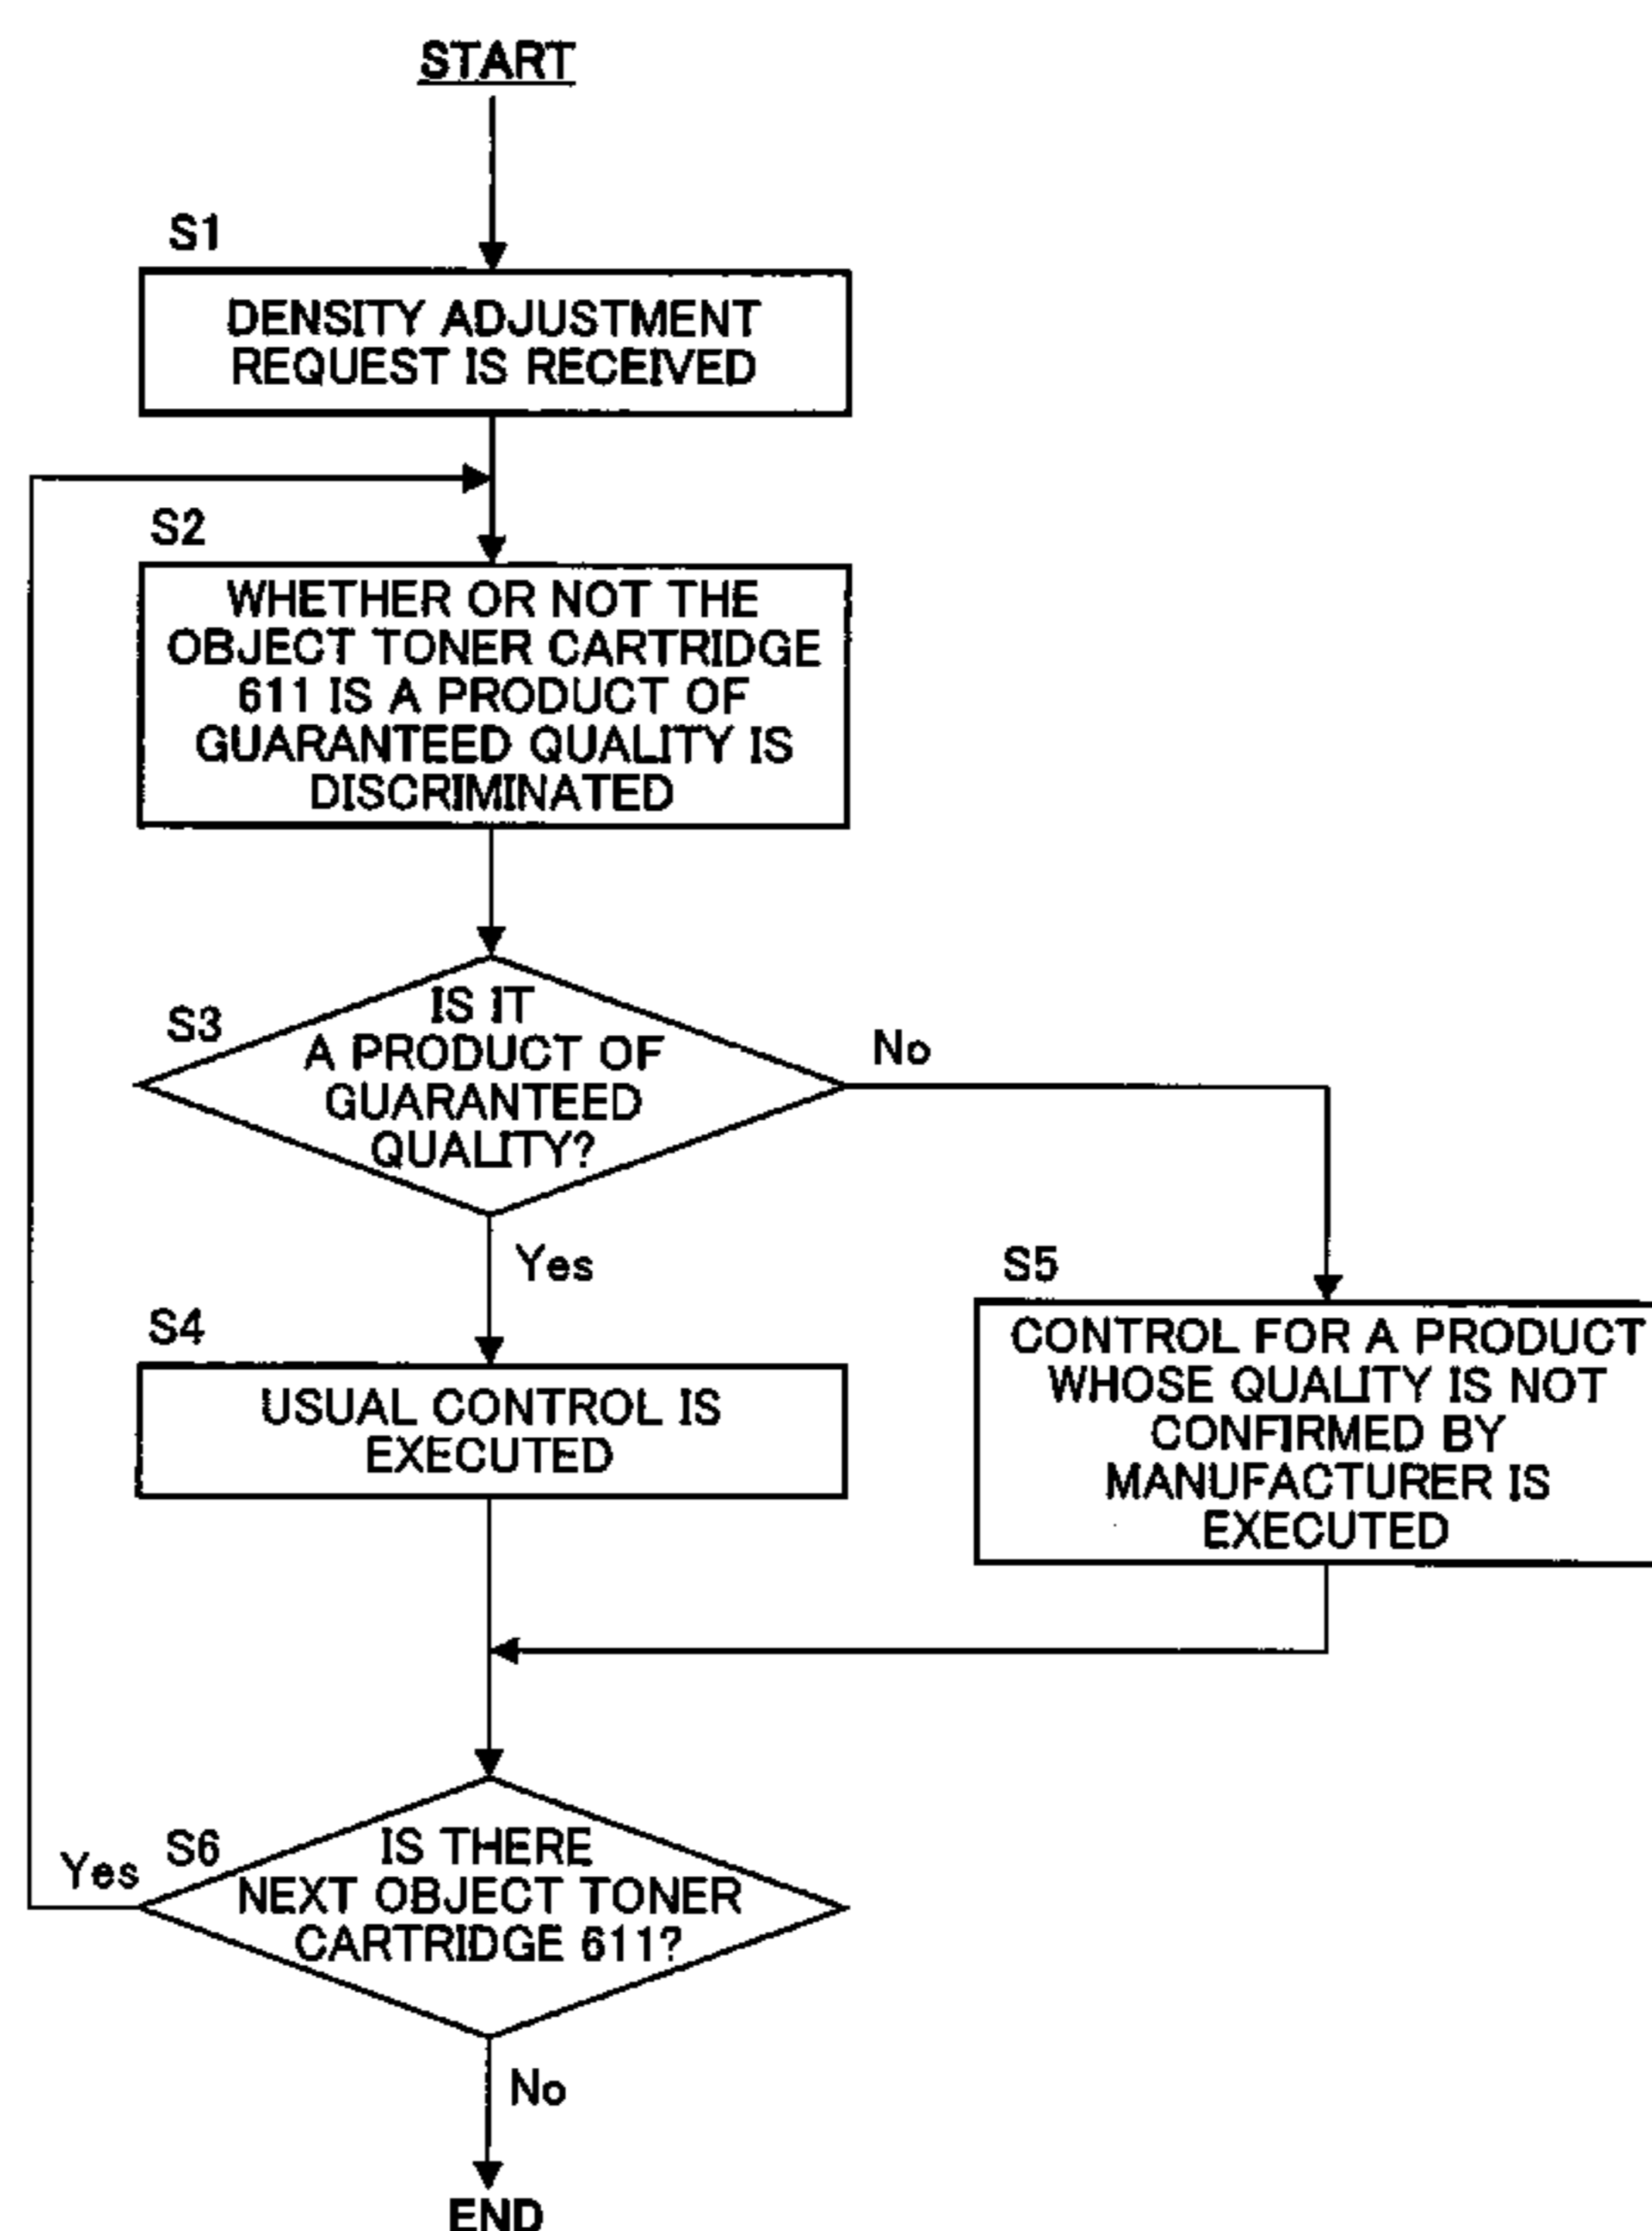 START
S1
DENSITY ADJUSTMENT
REQUEST IS RECEIVED
S2
WHETHER OR NOT THE
OBJECT TONER CARTRIDGE
611 IS A PRODUCT OF
GUARANTEED QUALITY IS
DISCRIMINATED
S3
IS IT
A PRODUCT OF
GUARANTEED
QUALITY?
No
Yes
S4
USUAL CONTROL IS
EXECUTED
S5
CONTROL FOR A PRODUCT
WHOSE QUALITY IS NOT
CONFIRMED BY
MANUFACTURER IS
EXECUTED
S6
IS THERE
NEXT OBJECT TONER
CARTRIDGE 611?
Yes
No
END